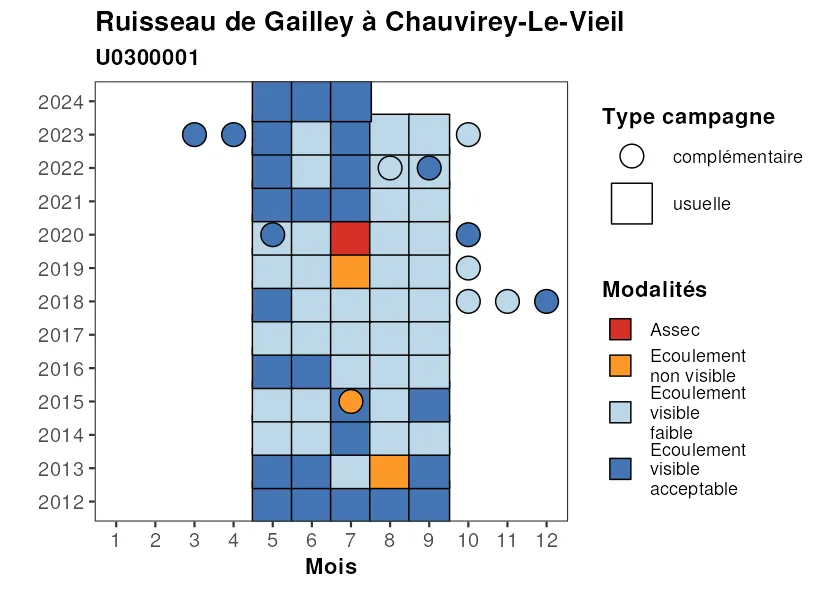 Ruisseau de Gailley à Chauvirey-Le-Vieil
U0300001
2024
2023
2022
2021
2020
2019
2018
2017
2016
2015
2014
2013
2012
1 2 3 4 5 6 7 8 9 10 11 12
Mois
Type campagne
complémentaire
usuelle
Modalités
Assec
Ecoulement
non visible
Ecoulement
visible
faible
Ecoulement
visible
acceptable